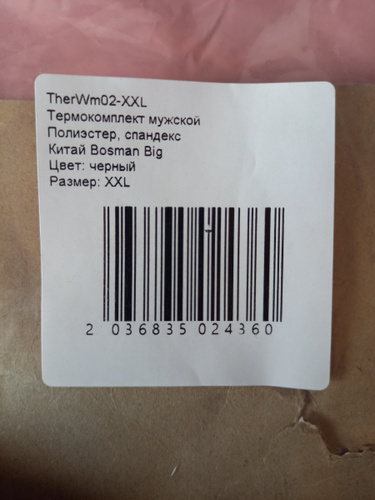 TherWm02-XXL
Термокомплект мужской
Полиэстер, спандекс
Китай Bosman Big
Цвет: черный
Размер: XXL
2 036835 024360